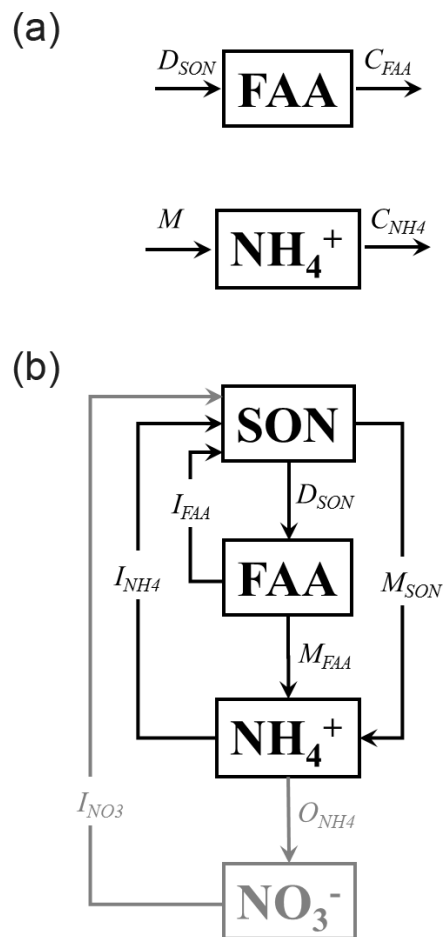 (a)
D_SON FAA C_FAA
M NH₄⁺ C_NH4
(b)
SON
I_FAA D_SON
I_NH4 FAA M_SON
M_FAA
NH₄⁺
I_NO3 O_NH4
NO₃⁻